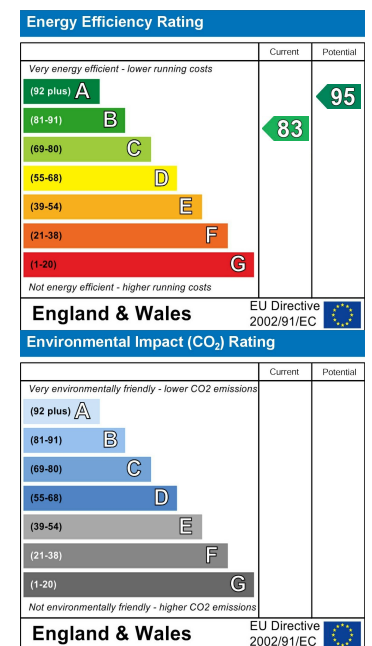 Energy Efficiency Rating
Current Potential
Very energy efficient - lower running costs
(92 plus) A
95
(81-91) B
83
(69-80) C
(55-68) D
(39-54) E
(21-38) F
(1-20) G
Not energy efficient - higher running costs
England & Wales
EU Directive
2002/91/EC
Environmental Impact (CO₂) Rating
Current Potential
Very environmentally friendly - lower CO2 emissions
(92 plus) A
(81-91) B
(69-80) C
(55-68) D
(39-54) E
(21-38) F
(1-20) G
Not environmentally friendly - higher CO2 emissions
England & Wales
EU Directive
2002/91/EC